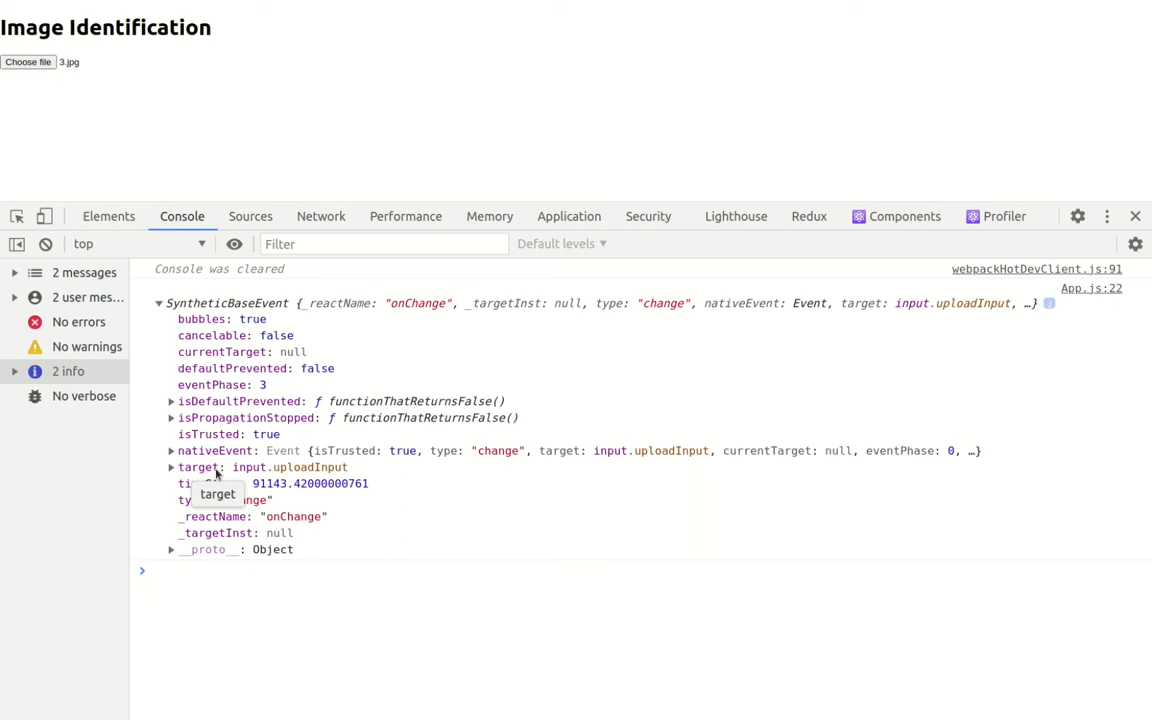 Image Identification
Choose file 3.jpg
Elements Console Sources Network Performance Memory Application Security Lighthouse Redux Components Profiler
top Filter Default levels
2 messages
2 user mes…
No errors
No warnings
2 info
No verbose
Console was cleared webpackHotDevClient.js:91
App.js:22
SyntheticBaseEvent {_reactName: "onChange", _targetInst: null, type: "change", nativeEvent: Event, target: input.uploadInput, …}
bubbles: true
cancelable: false
currentTarget: null
defaultPrevented: false
eventPhase: 3
isDefaultPrevented: ƒ functionThatReturnsFalse()
isPropagationStopped: ƒ functionThatReturnsFalse()
isTrusted: true
nativeEvent: Event {isTrusted: true, type: "change", target: input.uploadInput, currentTarget: null, eventPhase: 0, …}
target: input.uploadInput
91143.42000000761
target
_reactName: "onChange"
_targetInst: null
__proto__: Object